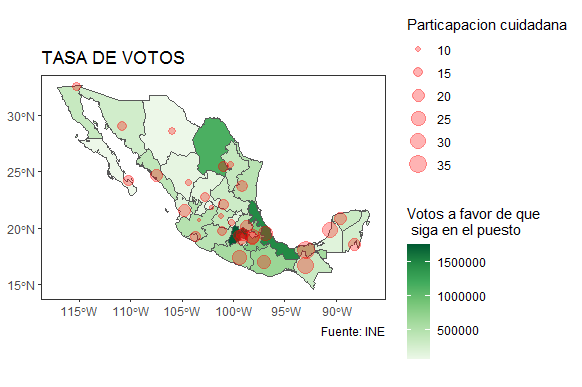 TASA DE VOTOS
30°N
25°N
20°N
15°N
115°W
110°W
105°W
100°W
95°W
90°W
Fuente: INE
Particapacion cuidadana
10
15
20
25
30
35
Votos a favor de que
siga en el puesto
1500000
1000000
500000